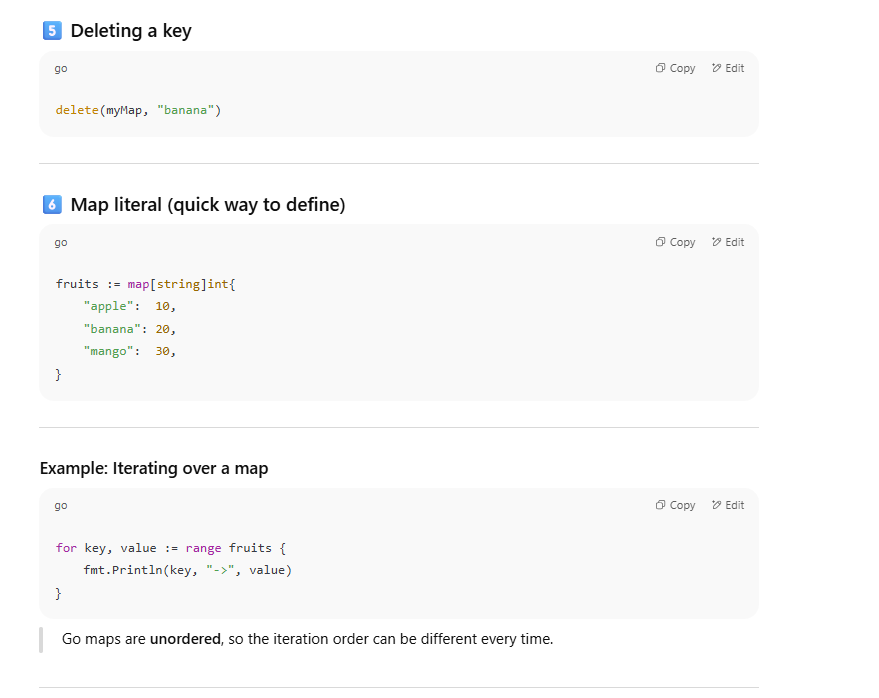 5 Deleting a key
go
Copy Edit
delete(myMap, "banana")
6 Map literal (quick way to define)
go
Copy Edit
fruits := map[string]int{
    "apple":  10,
    "banana": 20,
    "mango":  30,
}
Example: Iterating over a map
go
Copy Edit
for key, value := range fruits {
    fmt.Println(key, "->", value)
}
Go maps are unordered, so the iteration order can be different every time.